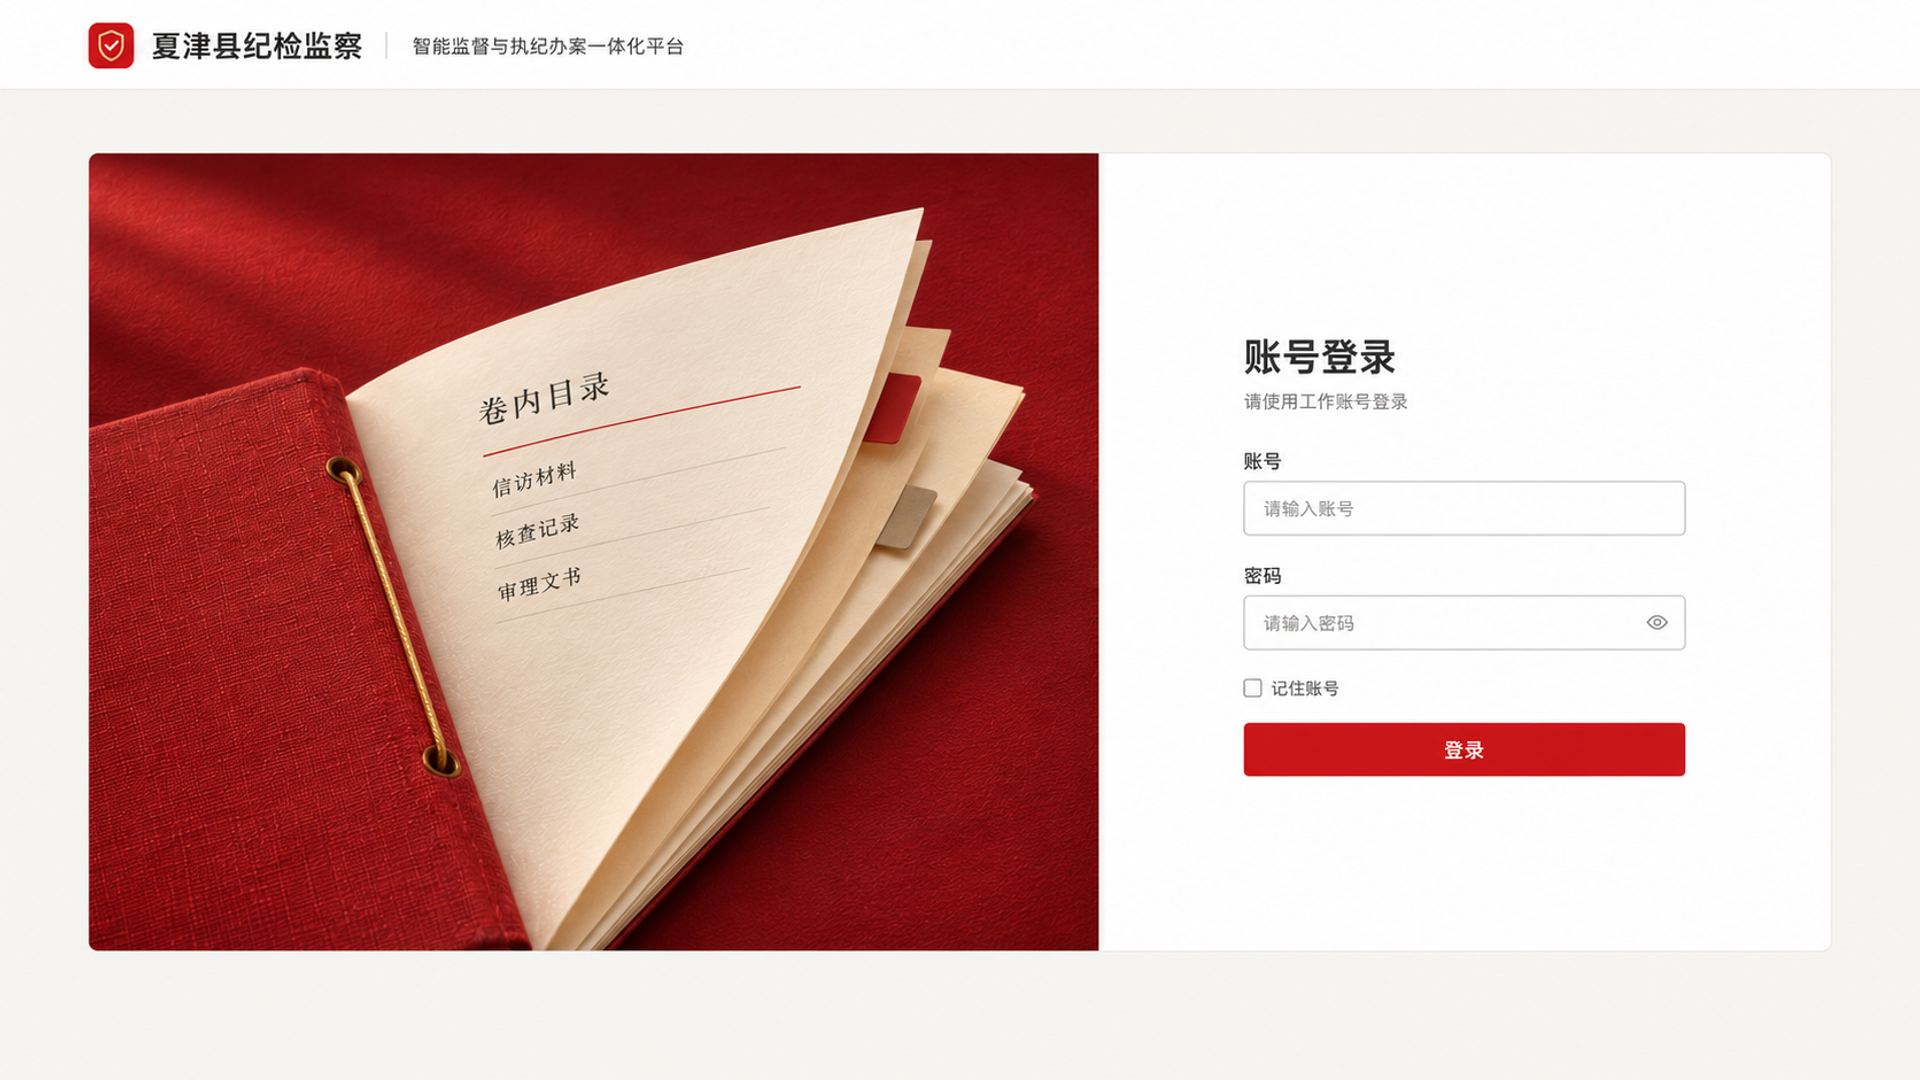 夏津县纪检监察
智能监督与执纪办案一体化平台
卷内目录
信访材料
核查记录
审理文书
账号登录
请使用工作账号登录
账号
请输入账号
密码
请输入密码
记住账号
登录